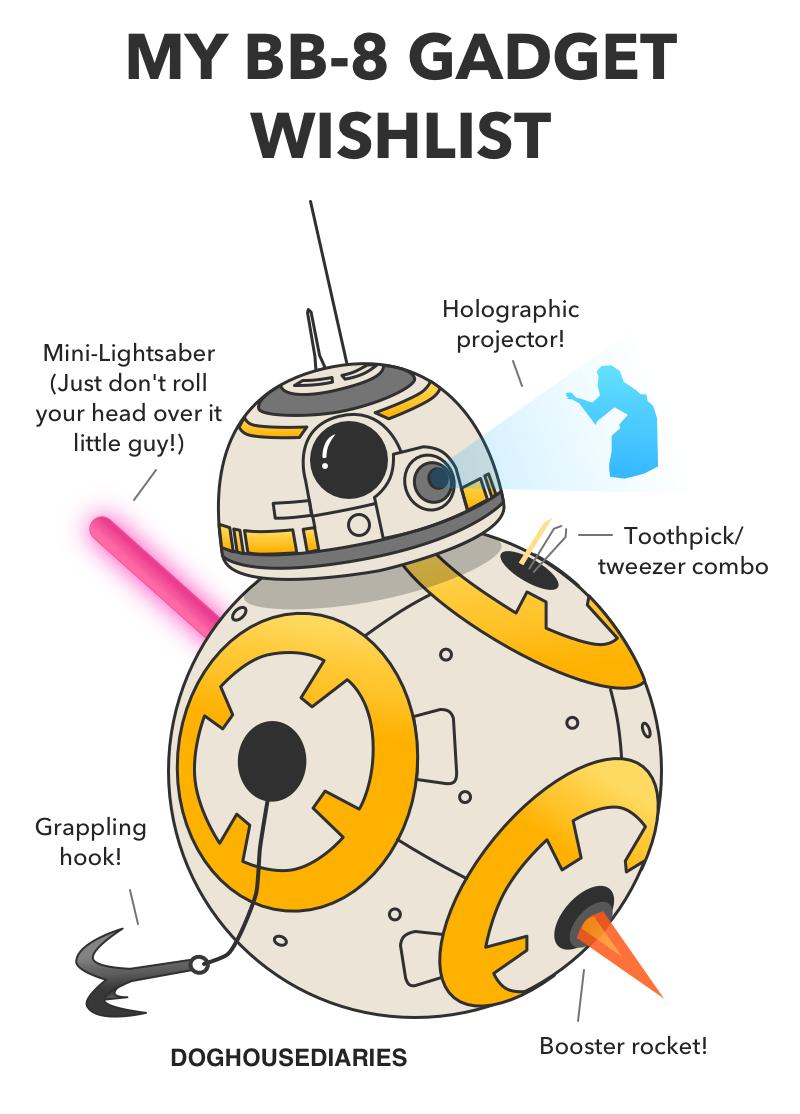 MY BB-8 GADGET
WISHLIST
Holographic
projector!
Mini-Lightsaber
(Just don't roll
your head over it
little guy!)
Toothpick/
tweezer combo
Grappling
hook!
Booster rocket!
DOGHOUSEDIARIES